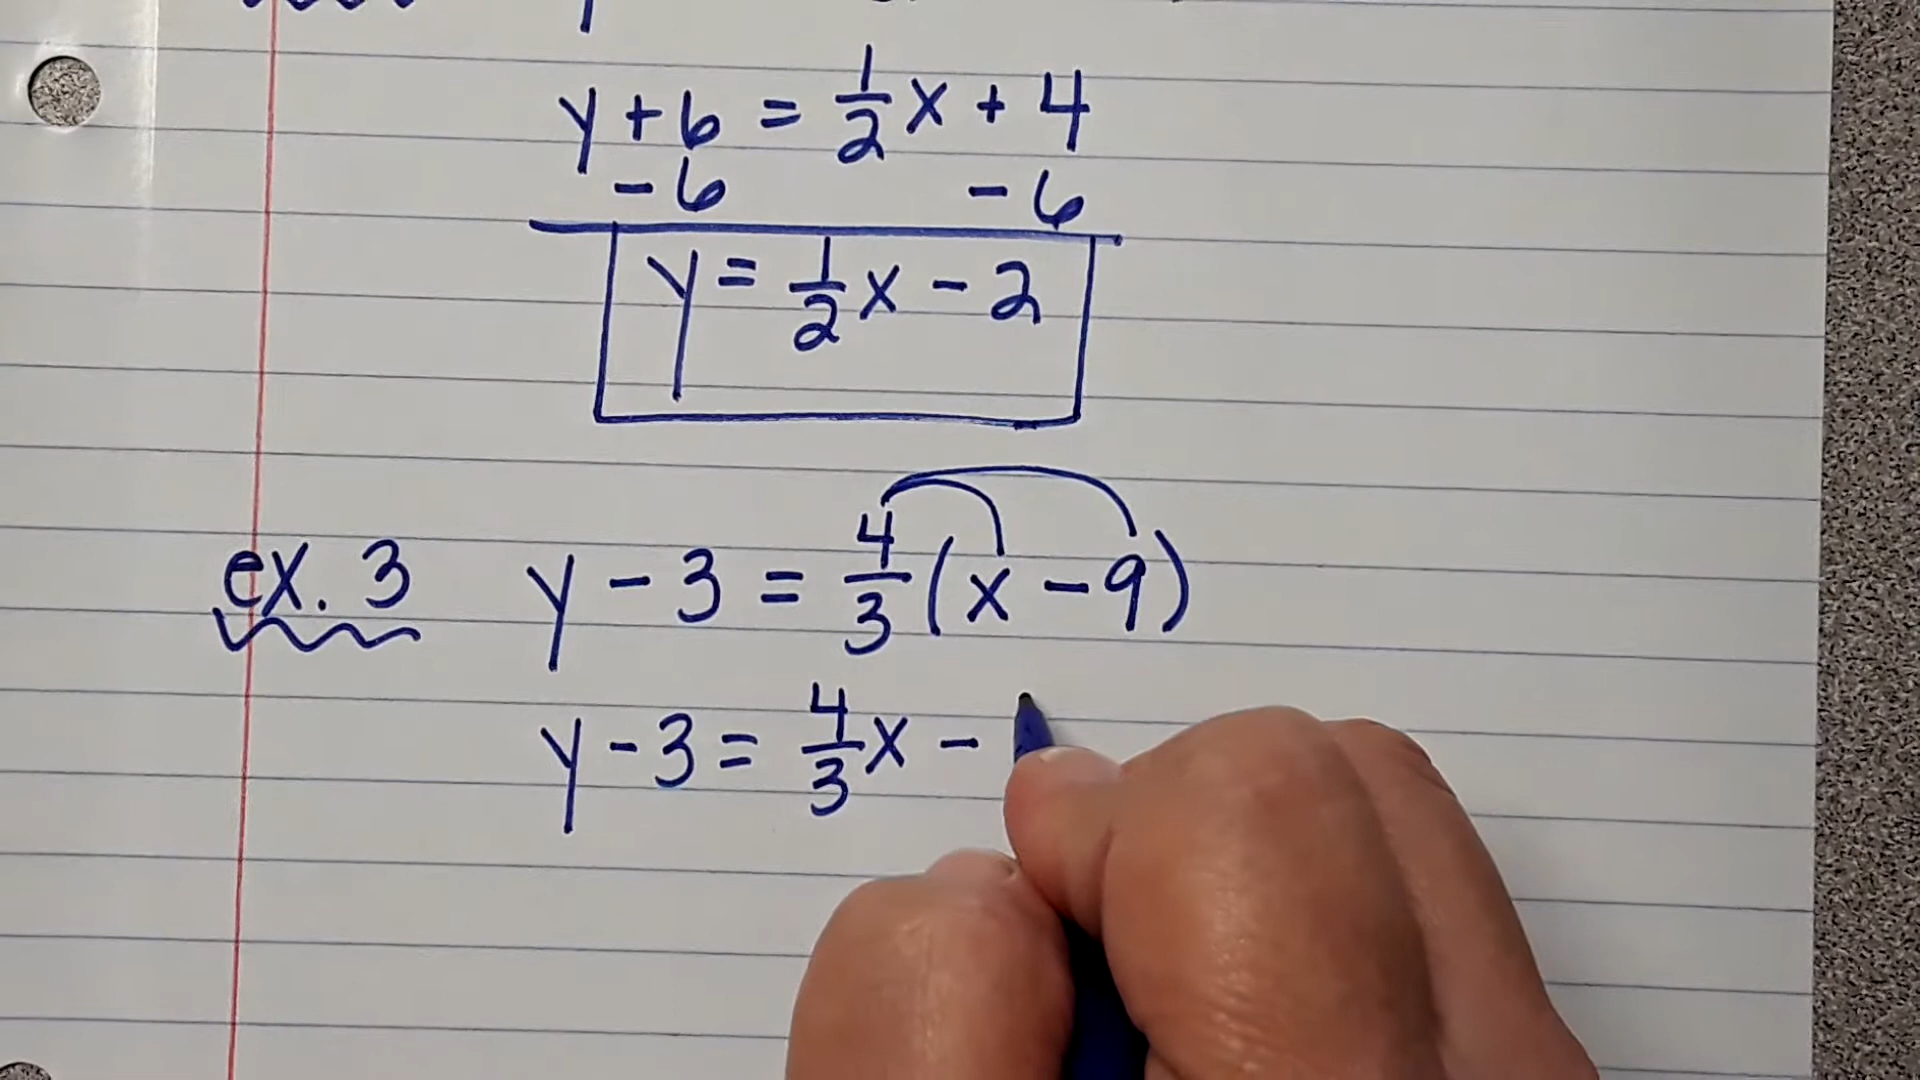 y + 6 = 1/2 x + 4
- 6 - 6
y = 1/2 x - 2
ex. 3 y - 3 = 4/3 (x - 9)
y - 3 = 4/3 x -